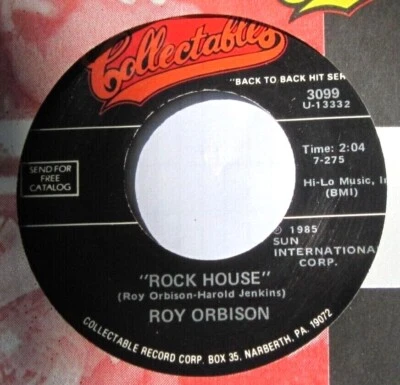 Collectables
"BACK TO BACK HIT SER
3099
U-13332
Time: 2:04
7-275
SEND FOR
FREE
CATALOG
Hi-Lo Music, In
(BMI)
© 1985
SUN
INTERNATIONAL
CORP.
"ROCK HOUSE"
(Roy Orbison-Harold Jenkins)
ROY ORBISON
COLLECTABLE RECORD CORP. BOX 35, NARBERTH, PA. 19072